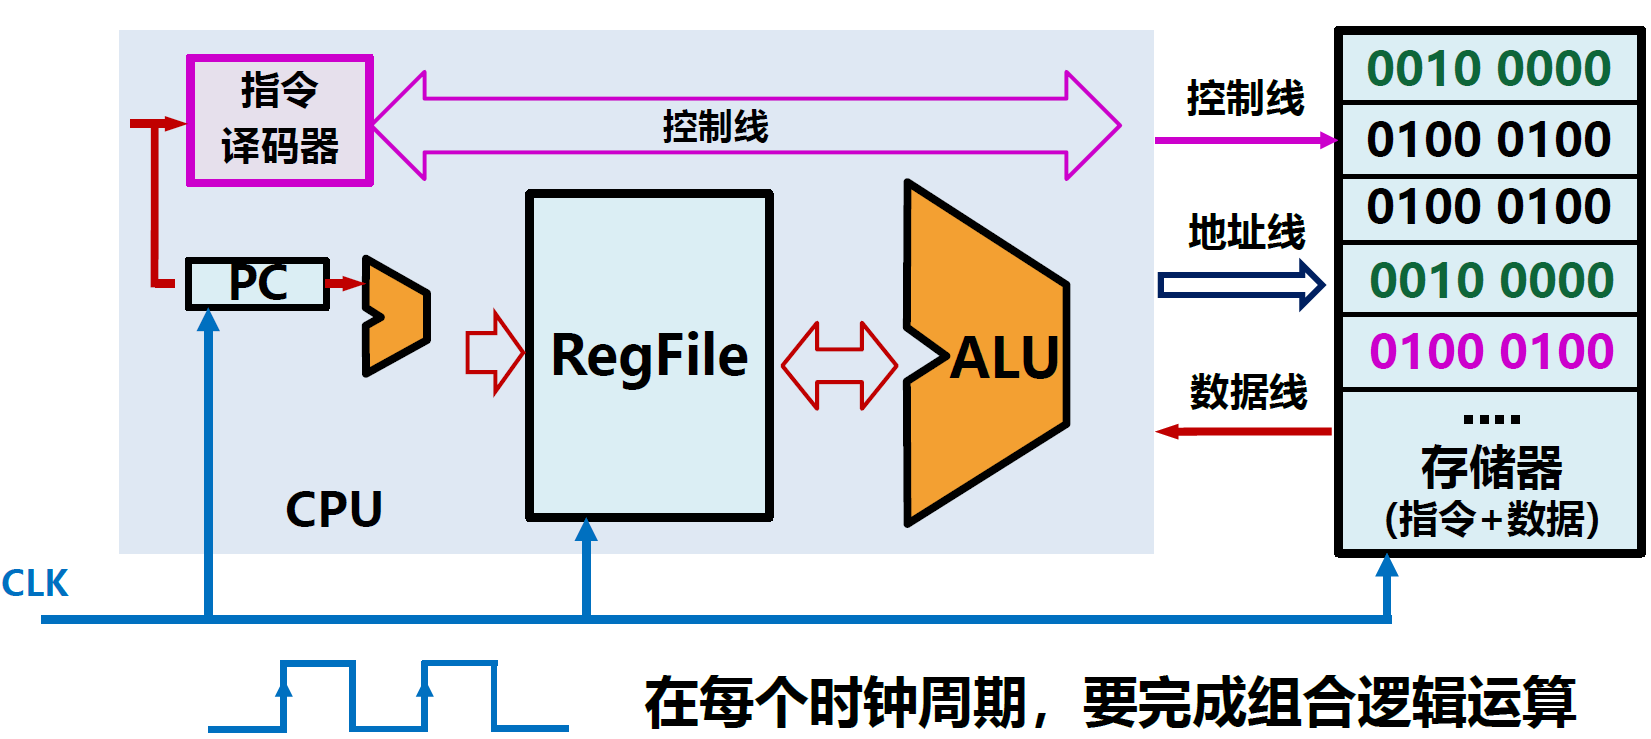 指令
译码器
控制线
PC
RegFile
ALU
CPU
CLK
控制线
地址线
数据线
0010 0000
0100 0100
0100 0100
0010 0000
0100 0100
....
存储器
(指令+数据)
在每个时钟周期，要完成组合逻辑运算